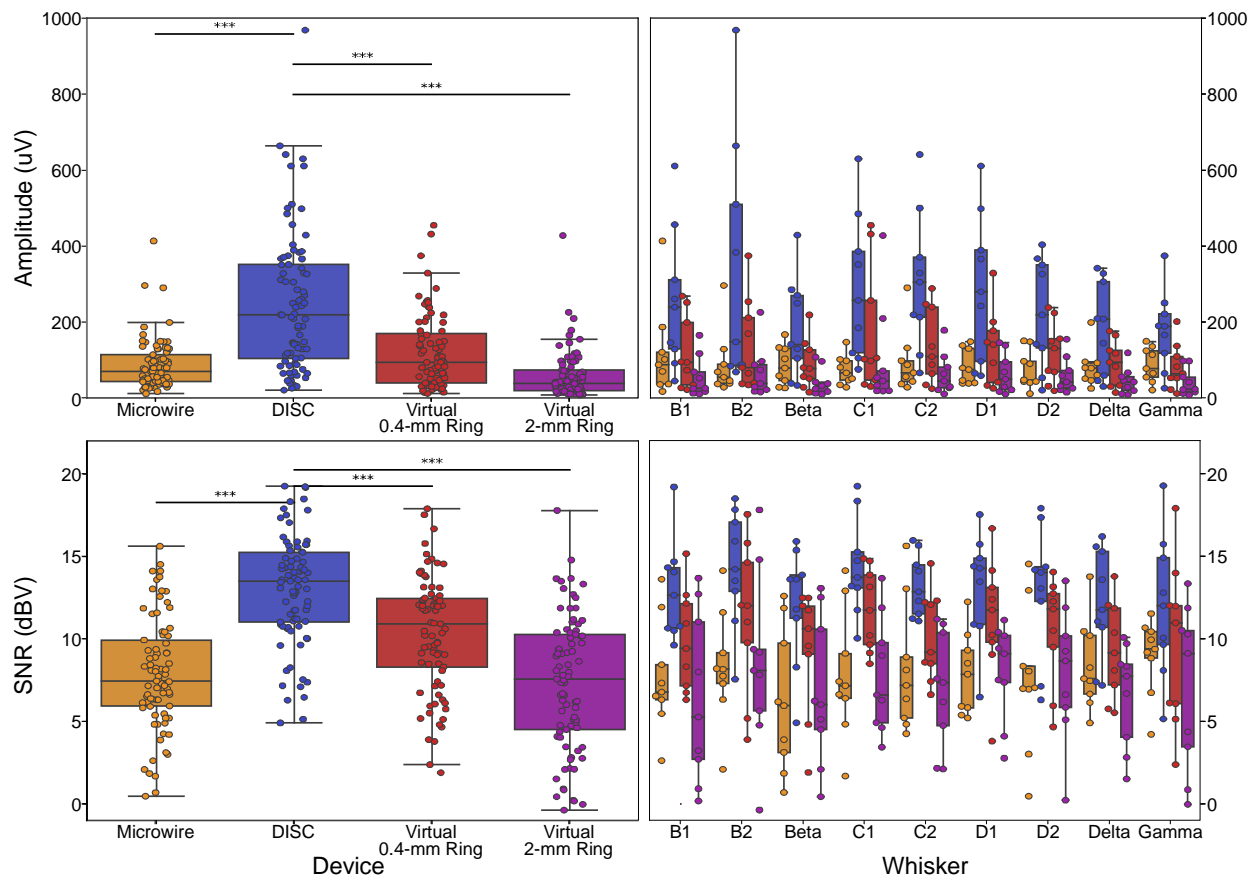 1000
800
600
400
200
0
Amplitude (uV)
***
***
***
Microwire
DISC
Virtual
0.4-mm Ring
Virtual
2-mm Ring
1000
800
600
400
200
0
B1
B2
Beta
C1
C2
D1
D2
Delta
Gamma
20
15
10
5
0
SNR (dBV)
***
***
***
Microwire
DISC
Virtual
0.4-mm Ring
Virtual
2-mm Ring
Device
20
15
10
5
0
B1
B2
Beta
C1
C2
D1
D2
Delta
Gamma
Whisker